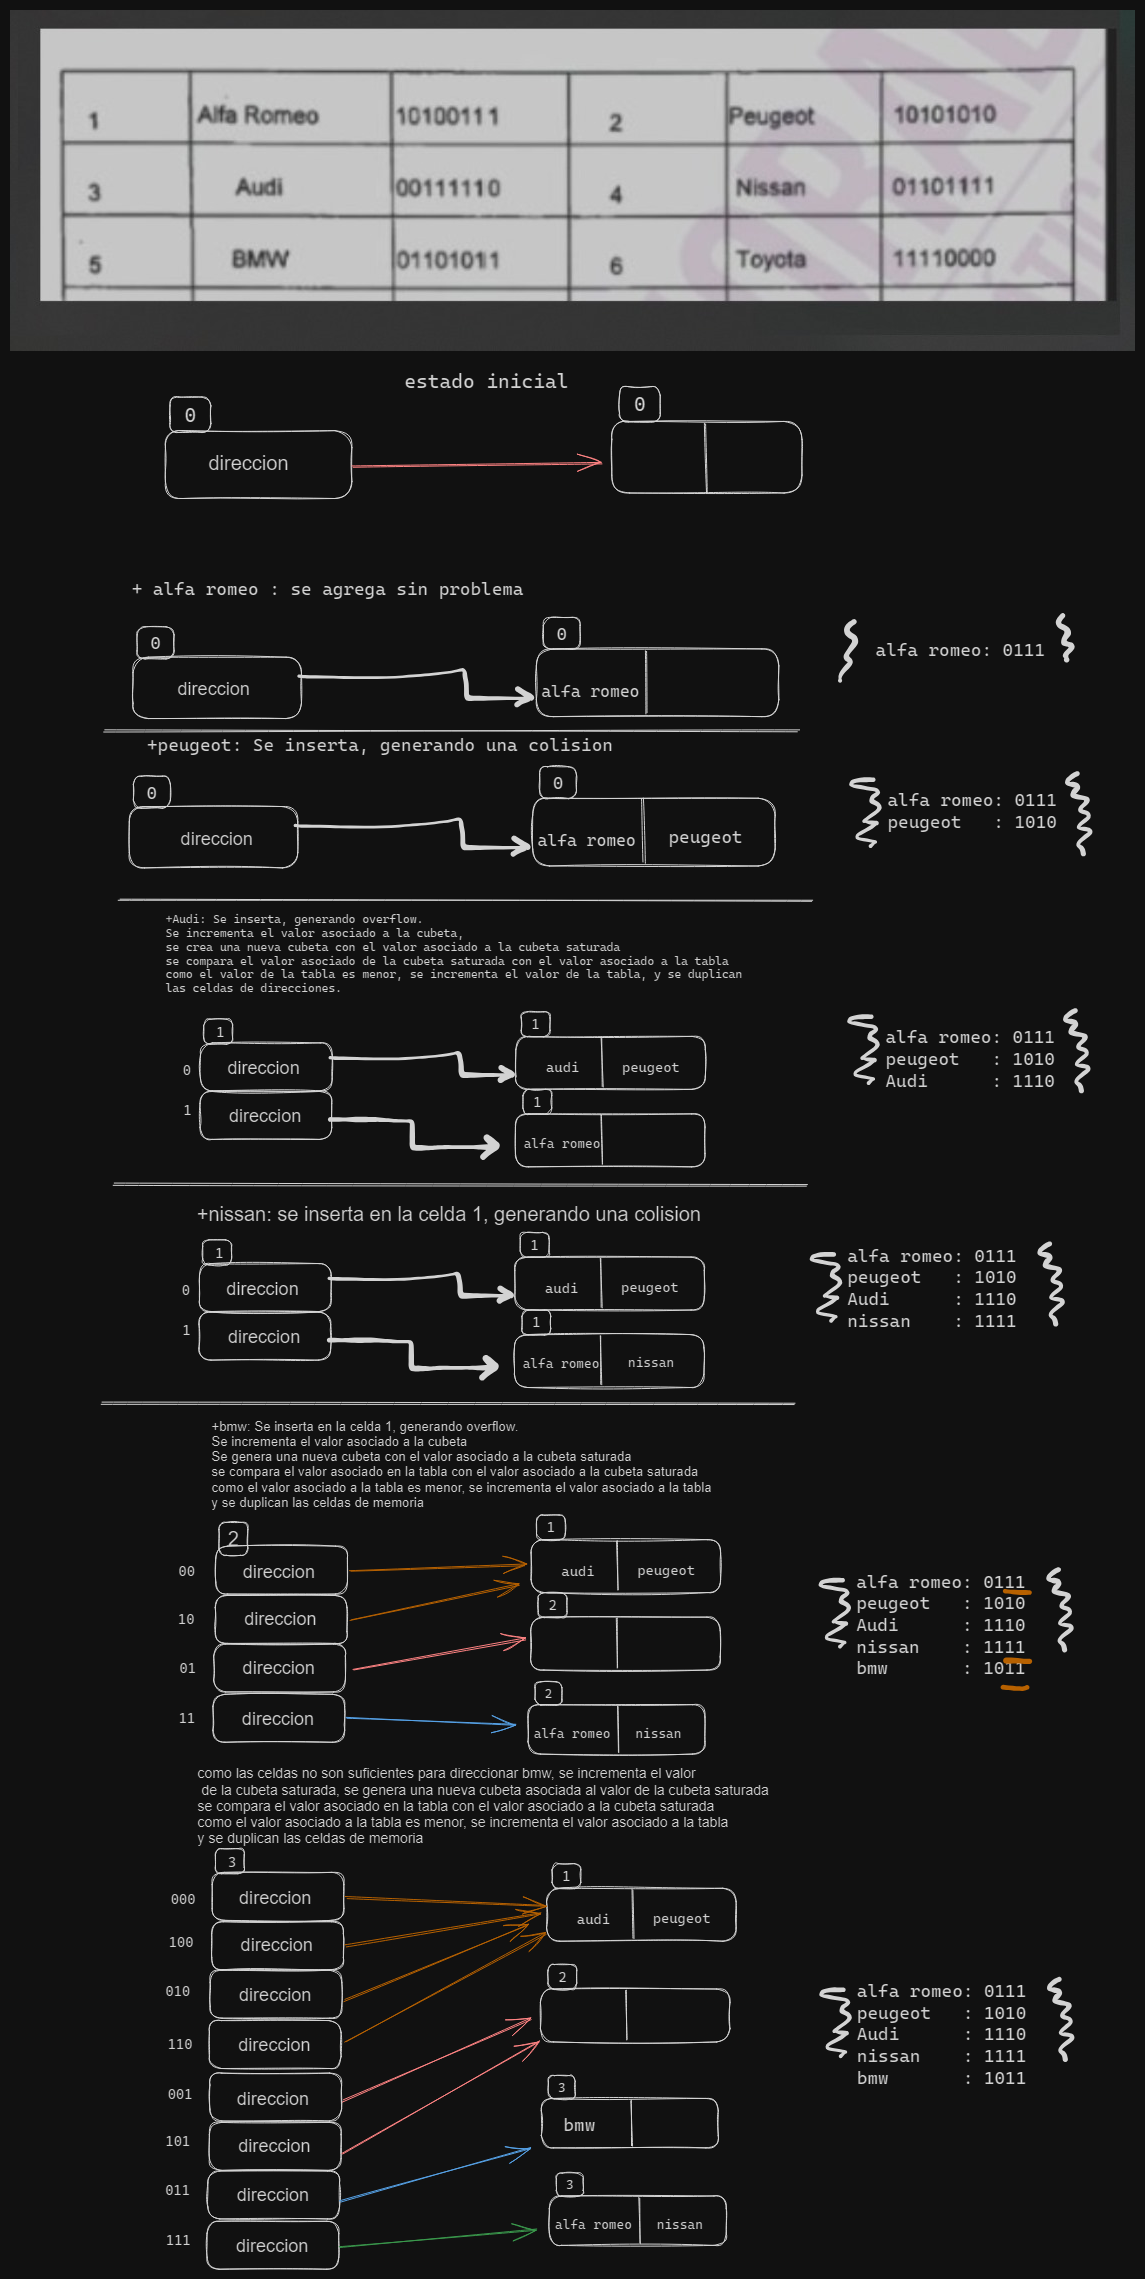 1 Alfa Romeo 10100111 2 Peugeot 10101010
3 Audi 00111110 4 Nissan 01101111
5 BMW 01101011 6 Toyota 11110000
estado inicial
0 0
direccion
+ alfa romeo : se agrega sin problema
0 0
direccion alfa romeo
alfa romeo: 0111
+peugeot: Se inserta, generando una colision
0 0
direccion alfa romeo peugeot
alfa romeo: 0111
peugeot : 1010
+Audi: Se inserta, generando overflow.
Se incrementa el valor asociado a la cubeta,
se crea una nueva cubeta con el valor asociado a la cubeta saturada
se compara el valor asociado de la cubeta saturada con el valor asociado a la tabla
como el valor de la tabla es menor, se incrementa el valor de la tabla, y se duplican
las celdas de direcciones.
1 1
0 direccion audi peugeot
1
1 direccion alfa romeo
alfa romeo: 0111
peugeot : 1010
Audi : 1110
+nissan: se inserta en la celda 1, generando una colision
1 1
0 direccion audi peugeot
1
1 direccion alfa romeo nissan
alfa romeo: 0111
peugeot : 1010
Audi : 1110
nissan : 1111
+bmw: Se inserta en la celda 1, generando overflow.
Se incrementa el valor asociado a la cubeta
Se genera una nueva cubeta con el valor asociado a la cubeta saturada
se compara el valor asociado en la tabla con el valor asociado a la cubeta saturada
como el valor asociado a la tabla es menor, se incrementa el valor asociado a la tabla
y se duplican las celdas de memoria
2 1
00 direccion audi peugeot
2
10 direccion
01 direccion
2
11 direccion alfa romeo nissan
alfa romeo: 0111
peugeot : 1010
Audi : 1110
nissan : 1111
bmw : 1011
como las celdas no son suficientes para direccionar bmw, se incrementa el valor
de la cubeta saturada, se genera una nueva cubeta asociada al valor de la cubeta saturada
se compara el valor asociado en la tabla con el valor asociado a la cubeta saturada
como el valor asociado a la tabla es menor, se incrementa el valor asociado a la tabla
y se duplican las celdas de memoria
3 1
000 direccion audi peugeot
100 direccion
2
010 direccion
110 direccion
3
001 direccion bmw
101 direccion
3
011 direccion
111 direccion alfa romeo nissan
alfa romeo: 0111
peugeot : 1010
Audi : 1110
nissan : 1111
bmw : 1011